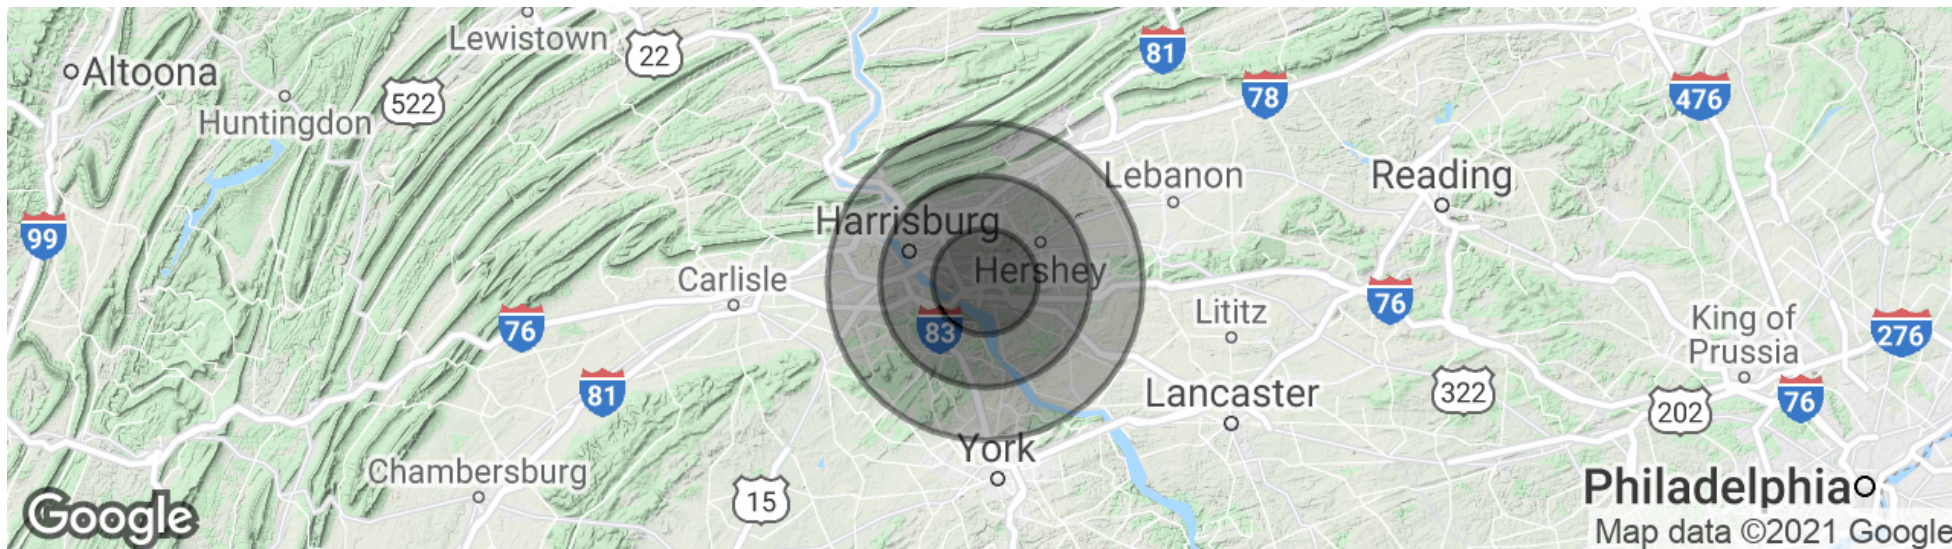 Lewistown
22
81
Altoona
522
78
476
Huntingdon
Lebanon
Reading
Harrisburg
99
Hershey
Carlisle
76
76
83
Lititz
King of
Prussia
276
81
Lancaster
322
202
76
York
Chambersburg
15
Philadelphia
Google
Map data ©2021 Google